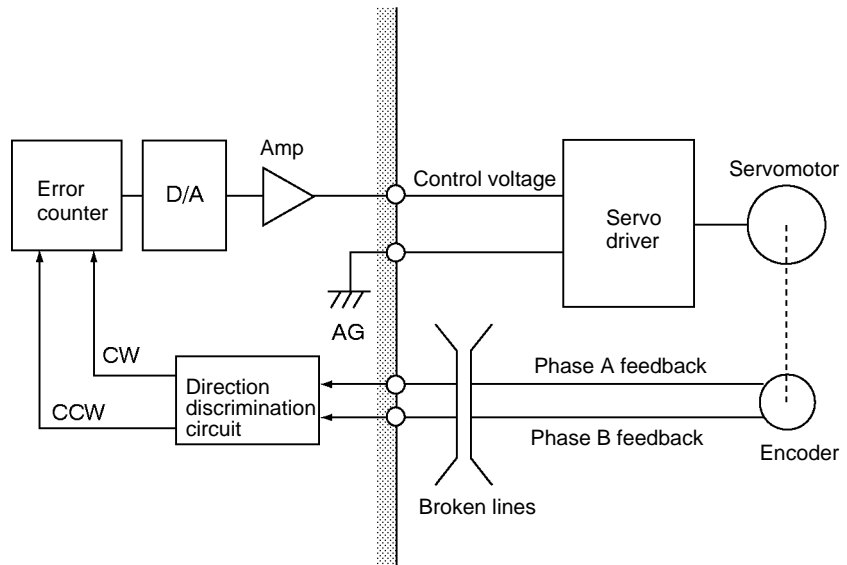 Amp
Servomotor
Error
counter
D/A
Control voltage
Servo
driver
AG
CW
CCW
Direction
discrimination
circuit
Phase A feedback
Phase B feedback
Encoder
Broken lines